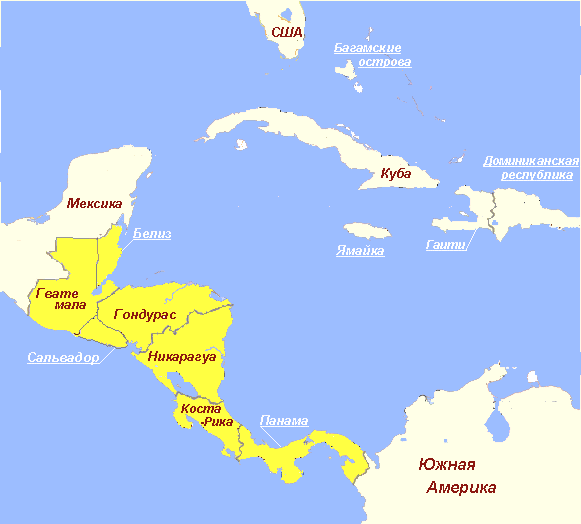 США
Багамские
острова
Доминиканская
республика
Куба
Мексика
Белиз
Ямайка
Гаити
Гвате
мала
Гондурас
Никарагуа
Сальвадор
Коста
-Рика
Панама
Южная
Америка